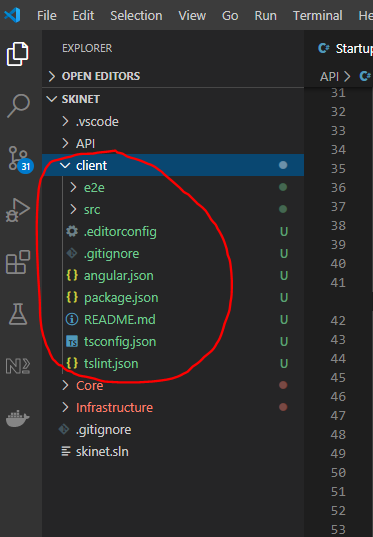 File Edit Selection View Go Run Terminal H
EXPLORER
OPEN EDITORS
SKINET
.vscode
API
client
e2e
src
.editorconfig U
.gitignore U
{ } angular.json U
{ } package.json U
README.md U
TS tsconfig.json U
{ } tslint.json U
Core
Infrastructure
.gitignore
skinet.sln
31
N2
C# Startup
API > C#
31
32
33
34
35
36
37
38
39
40
41
42
43
44
45
46
47
48
49
50
51
52
53